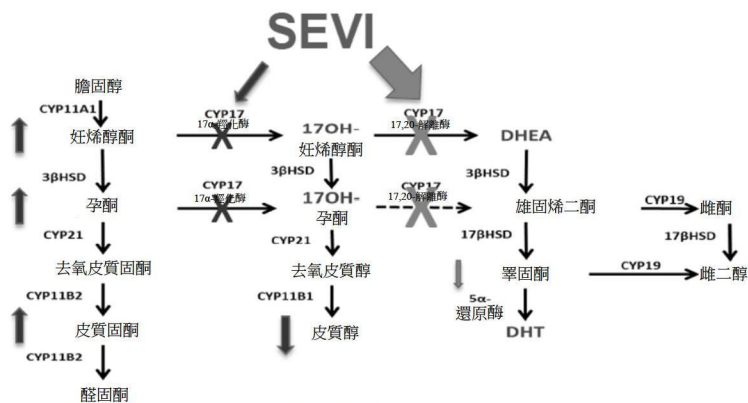 SEVI
膽固醇
CYP11A1
妊烯醇酮
3βHSD
孕酮
CYP21
去氧皮質固酮
CYP11B2
皮質固酮
CYP11B2
醛固酮
CYP17
17α-羥化酶
CYP17
17α-羥化酶
17OH-
妊烯醇酮
3βHSD
17OH-
孕酮
CYP21
去氧皮質醇
CYP11B1
皮質醇
CYP17
17,20-解離酶
CYP17
17,20-解離酶
DHEA
3βHSD
雄固烯二酮
17βHSD
睪固酮
5α-
還原酶
DHT
CYP19
雌酮
17βHSD
CYP19
雌二醇